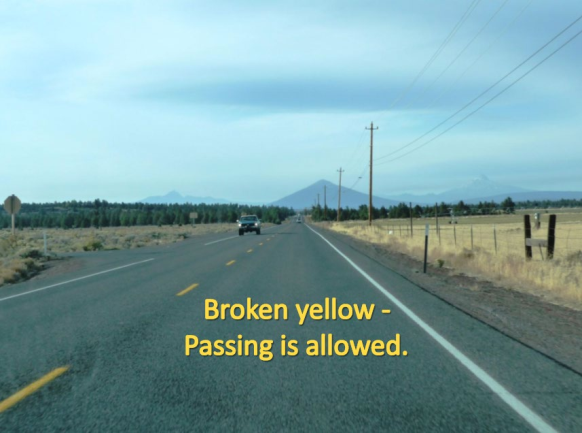 Broken yellow -
Passing is allowed.